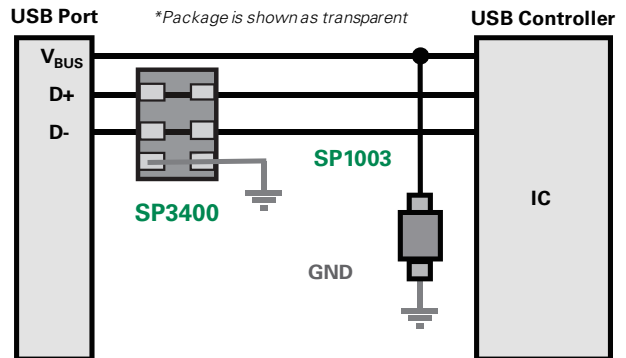 USB Port
*Package is shown as transparent
USB Controller
VBUS
D+
D-
SP1003
IC
SP3400
GND